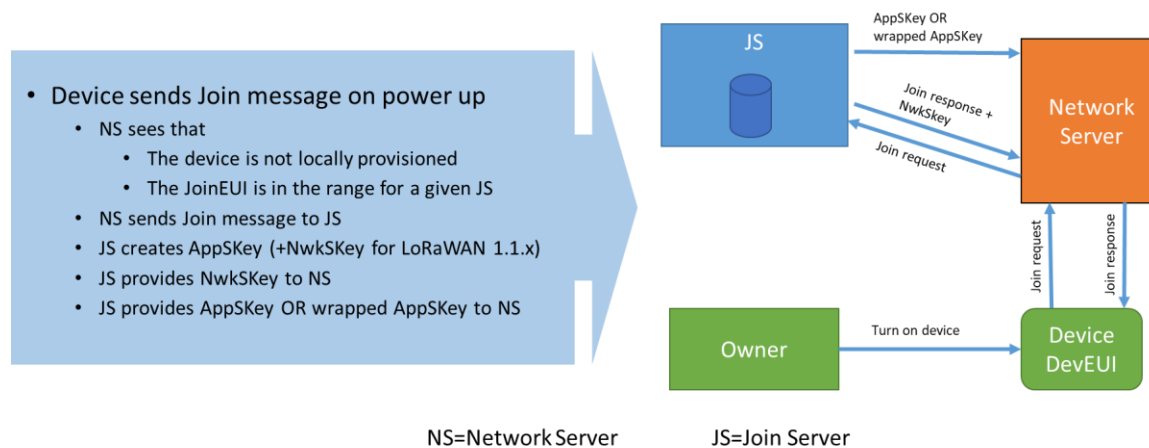 • Device sends Join message on power up
• NS sees that
• The device is not locally provisioned
• The JoinEUI is in the range for a given JS
• NS sends Join message to JS
• JS creates AppSKey (+NwkSKey for LoRaWAN 1.1.x)
• JS provides NwkSKey to NS
• JS provides AppSKey OR wrapped AppSKey to NS
JS
AppSKey OR
wrapped AppSKey
Join response +
NwkSKey
Join request
Network
Server
Join request
Join response
Owner
Turn on device
Device
DevEUI
NS=Network Server
JS=Join Server